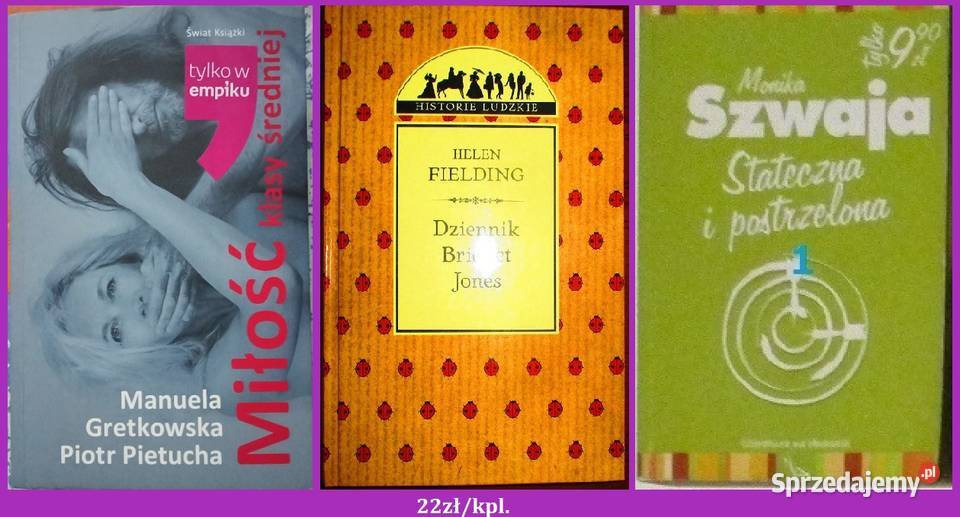 Świat Książki
tylko w
empiku
Miłość klasy średniej
Manuela
Gretkowska
Piotr Pietucha
HISTORIE LUDZKIE
HELEN
FIELDING
Dziennik
Bridget
Jones
tylko 9,90 zł
Monika
Szwaja
Stateczna
i postrzelona
1
Sprzedajemy.pl
22zł/kpl.